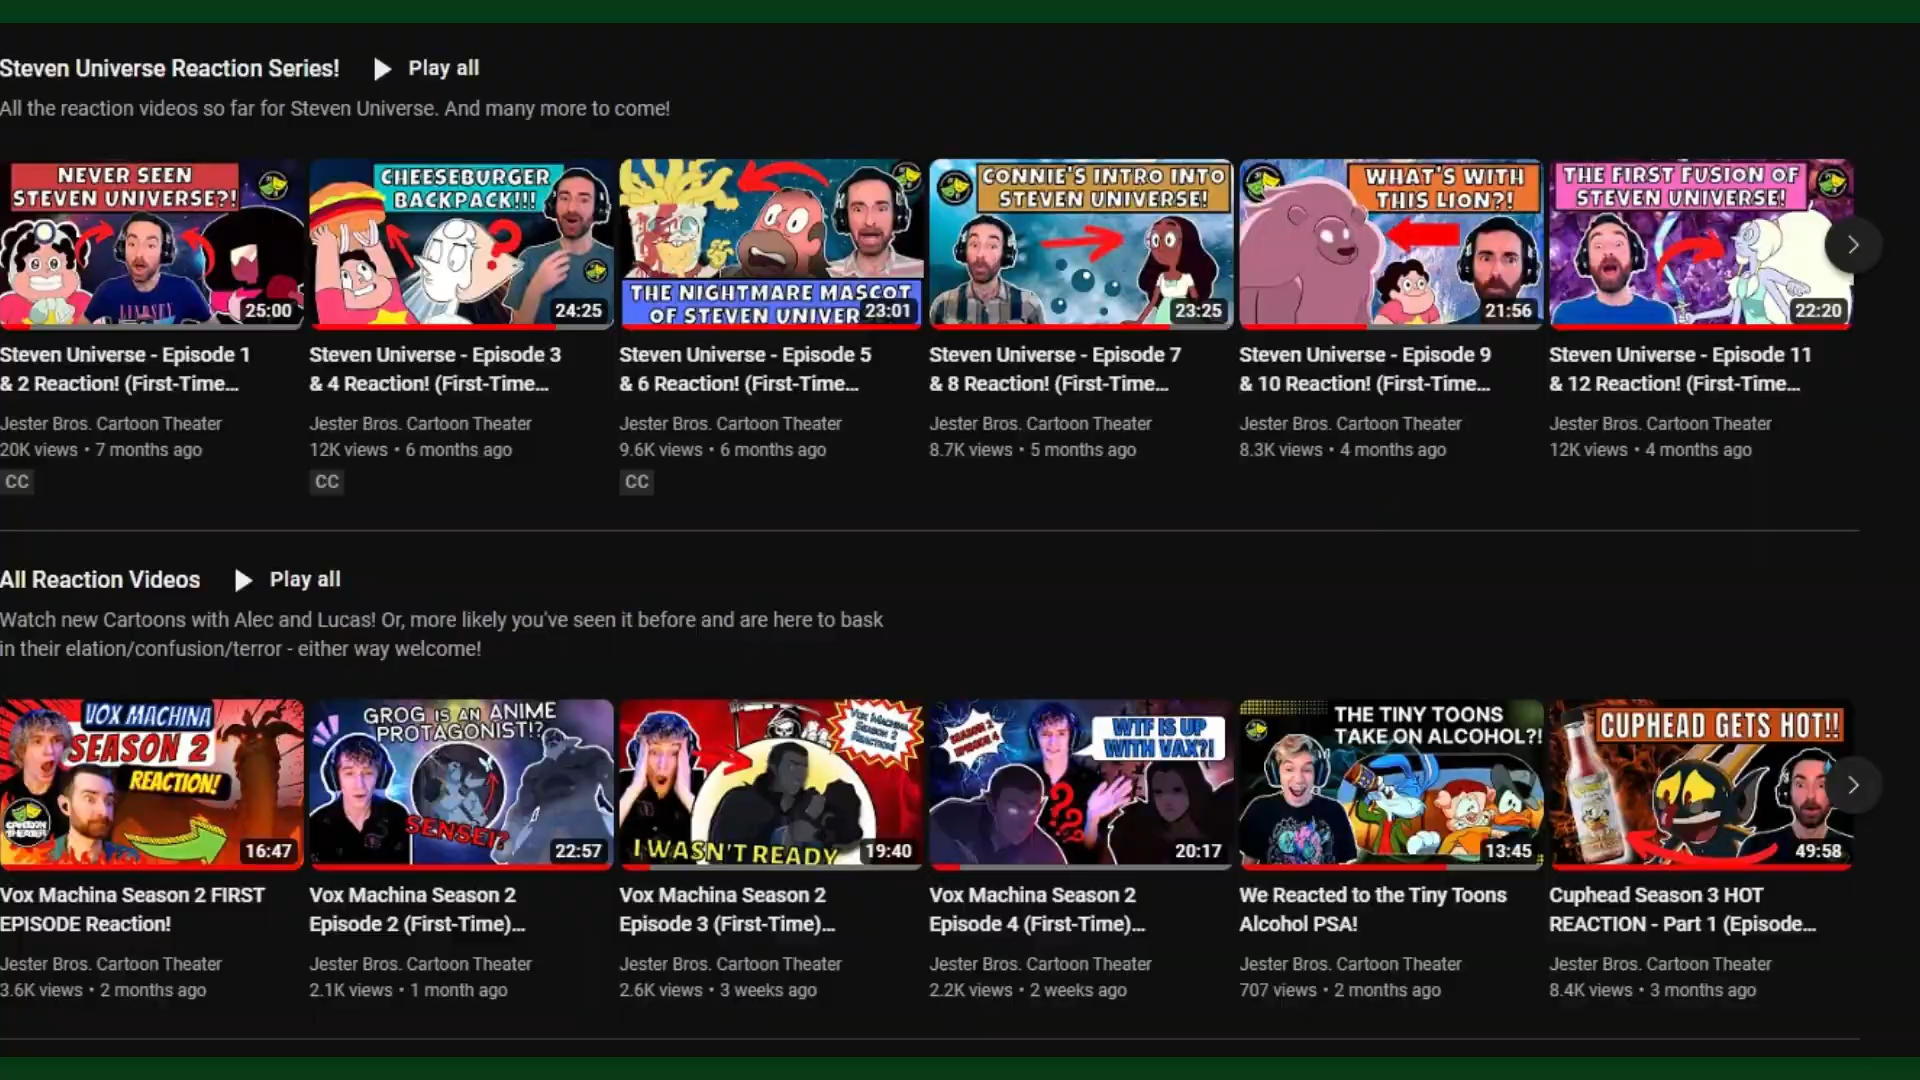 Steven Universe Reaction Series!
Play all
All the reaction videos so far for Steven Universe. And many more to come!
NEVER SEEN
STEVEN UNIVERSE?!
25:00
CHEESEBURGER
BACKPACK!!!
24:25
THE NIGHTMARE MASCOT
OF STEVEN UNIVER
23:01
CONNIE'S INTRO INTO
STEVEN UNIVERSE!
23:25
WHAT'S WITH
THIS LION?!
21:56
THE FIRST FUSION OF
STEVEN UNIVERSE!
22:20
Steven Universe - Episode 1
& 2 Reaction! (First-Time...
Jester Bros. Cartoon Theater
20K views • 7 months ago
CC
Steven Universe - Episode 3
& 4 Reaction! (First-Time...
Jester Bros. Cartoon Theater
12K views • 6 months ago
CC
Steven Universe - Episode 5
& 6 Reaction! (First-Time...
Jester Bros. Cartoon Theater
9.6K views • 6 months ago
CC
Steven Universe - Episode 7
& 8 Reaction! (First-Time...
Jester Bros. Cartoon Theater
8.7K views • 5 months ago
Steven Universe - Episode 9
& 10 Reaction! (First-Time...
Jester Bros. Cartoon Theater
8.3K views • 4 months ago
Steven Universe - Episode 11
& 12 Reaction! (First-Time...
Jester Bros. Cartoon Theater
12K views • 4 months ago
All Reaction Videos
Play all
Watch new Cartoons with Alec and Lucas! Or, more likely you've seen it before and are here to bask
in their elation/confusion/terror - either way welcome!
VOX MACHINA
SEASON 2
REACTION!
CARTOON
THEATER
16:47
GROG IS AN ANIME
PROTAGONIST!?
SENSEI?
22:57
Vox Machina
Season 2
Reaction!
I WASN'T READY
19:40
SEASON 2
EPISODE 4
WTF IS UP
WITH VAX?!
20:17
THE TINY TOONS
TAKE ON ALCOHOL?!
13:45
CUPHEAD GETS HOT!!
49:58
Vox Machina Season 2 FIRST
EPISODE Reaction!
Jester Bros. Cartoon Theater
3.6K views • 2 months ago
Vox Machina Season 2
Episode 2 (First-Time)...
Jester Bros. Cartoon Theater
2.1K views • 1 month ago
Vox Machina Season 2
Episode 3 (First-Time)...
Jester Bros. Cartoon Theater
2.6K views • 3 weeks ago
Vox Machina Season 2
Episode 4 (First-Time)...
Jester Bros. Cartoon Theater
2.2K views • 2 weeks ago
We Reacted to the Tiny Toons
Alcohol PSA!
Jester Bros. Cartoon Theater
707 views • 2 months ago
Cuphead Season 3 HOT
REACTION - Part 1 (Episode...
Jester Bros. Cartoon Theater
8.4K views • 3 months ago